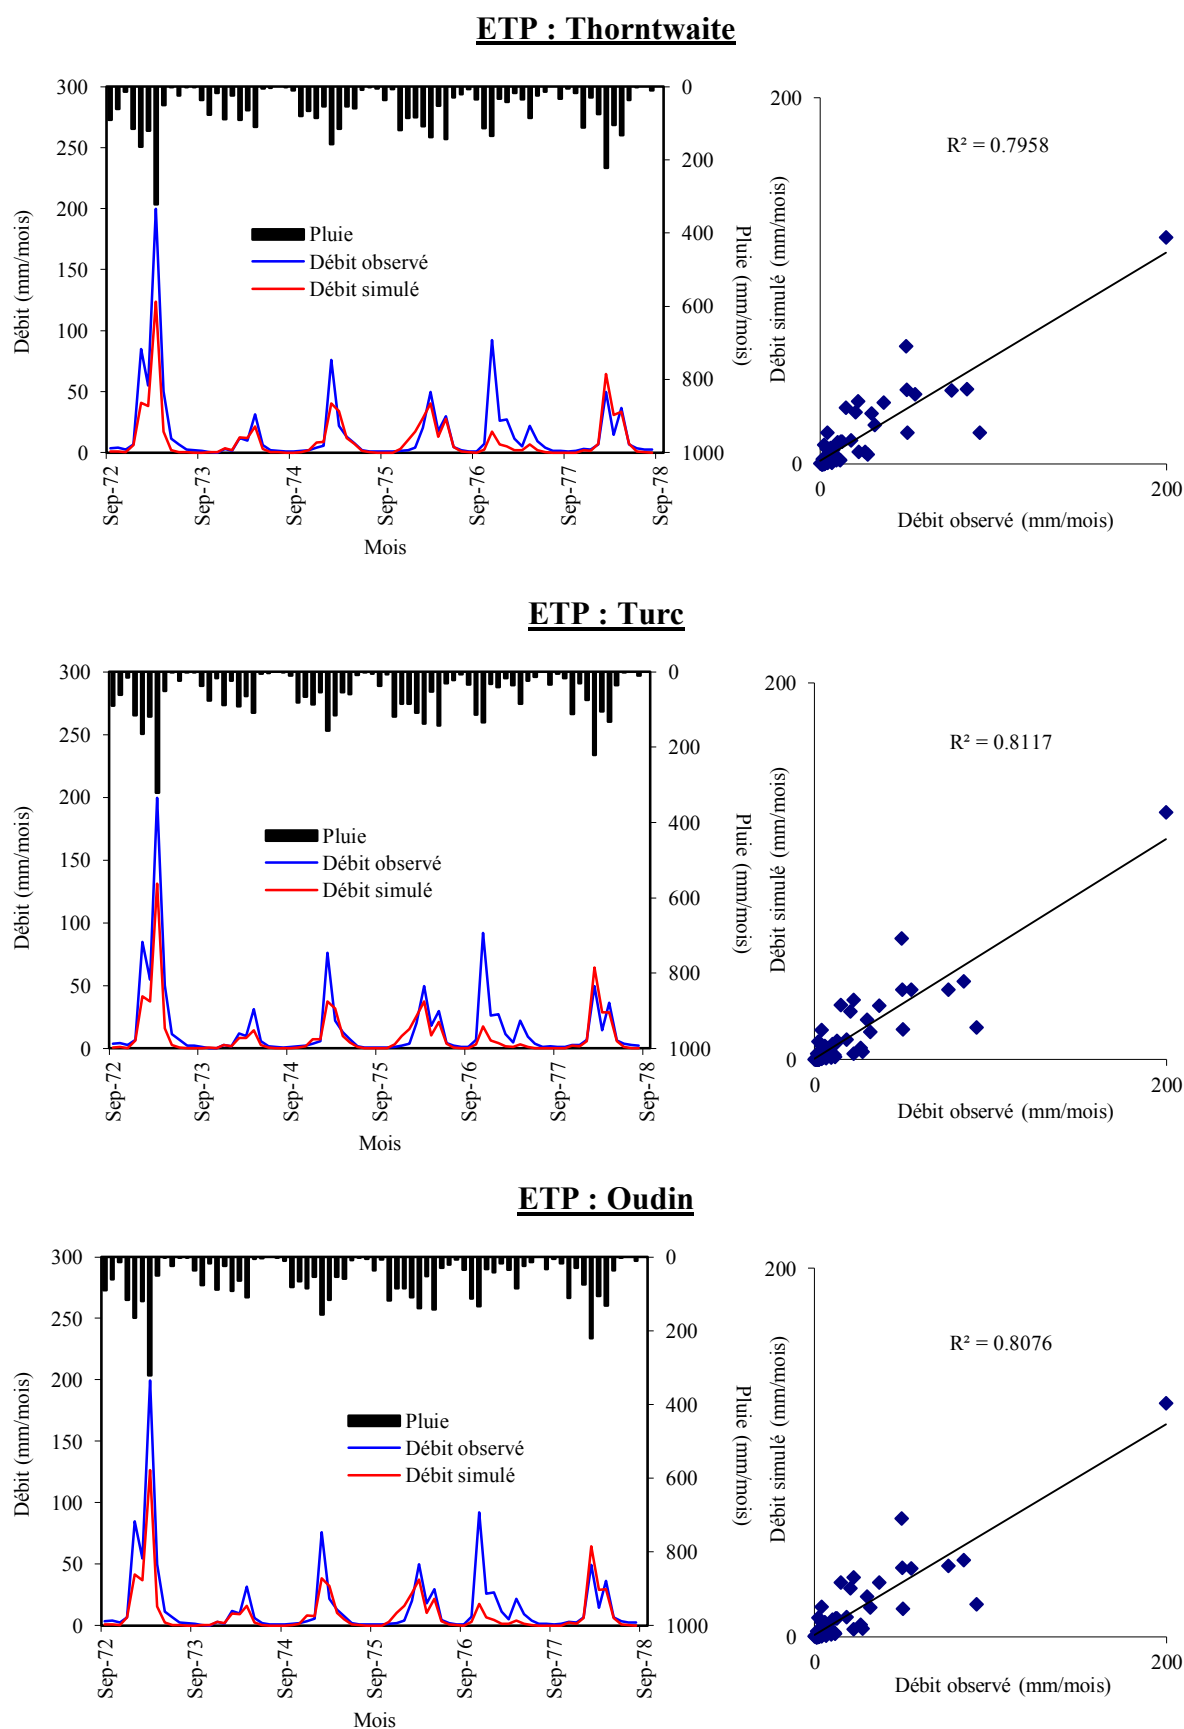 ETP : Thorntwaite
300
250
200
150
100
50
0
Débit (mm/mois)
0
200
400
600
800
1000
Pluie (mm/mois)
Pluie
Débit observé
Débit simulé
Sep-72
Sep-73
Sep-74
Sep-75
Sep-76
Sep-77
Sep-78
Mois
200
0
Débit simulé (mm/mois)
R² = 0.7958
0
200
Débit observé (mm/mois)
ETP : Turc
300
250
200
150
100
50
0
Débit (mm/mois)
0
200
400
600
800
1000
Pluie (mm/mois)
Pluie
Débit observé
Débit simulé
Sep-72
Sep-73
Sep-74
Sep-75
Sep-76
Sep-77
Sep-78
Mois
200
0
Débit simulé (mm/mois)
R² = 0.8117
0
200
Débit observé (mm/mois)
ETP : Oudin
300
250
200
150
100
50
0
Débit (mm/mois)
0
200
400
600
800
1000
Pluie (mm/mois)
Pluie
Débit observé
Débit simulé
Sep-72
Sep-73
Sep-74
Sep-75
Sep-76
Sep-77
Sep-78
Mois
200
0
Débit simulé (mm/mois)
R² = 0.8076
0
200
Débit observé (mm/mois)